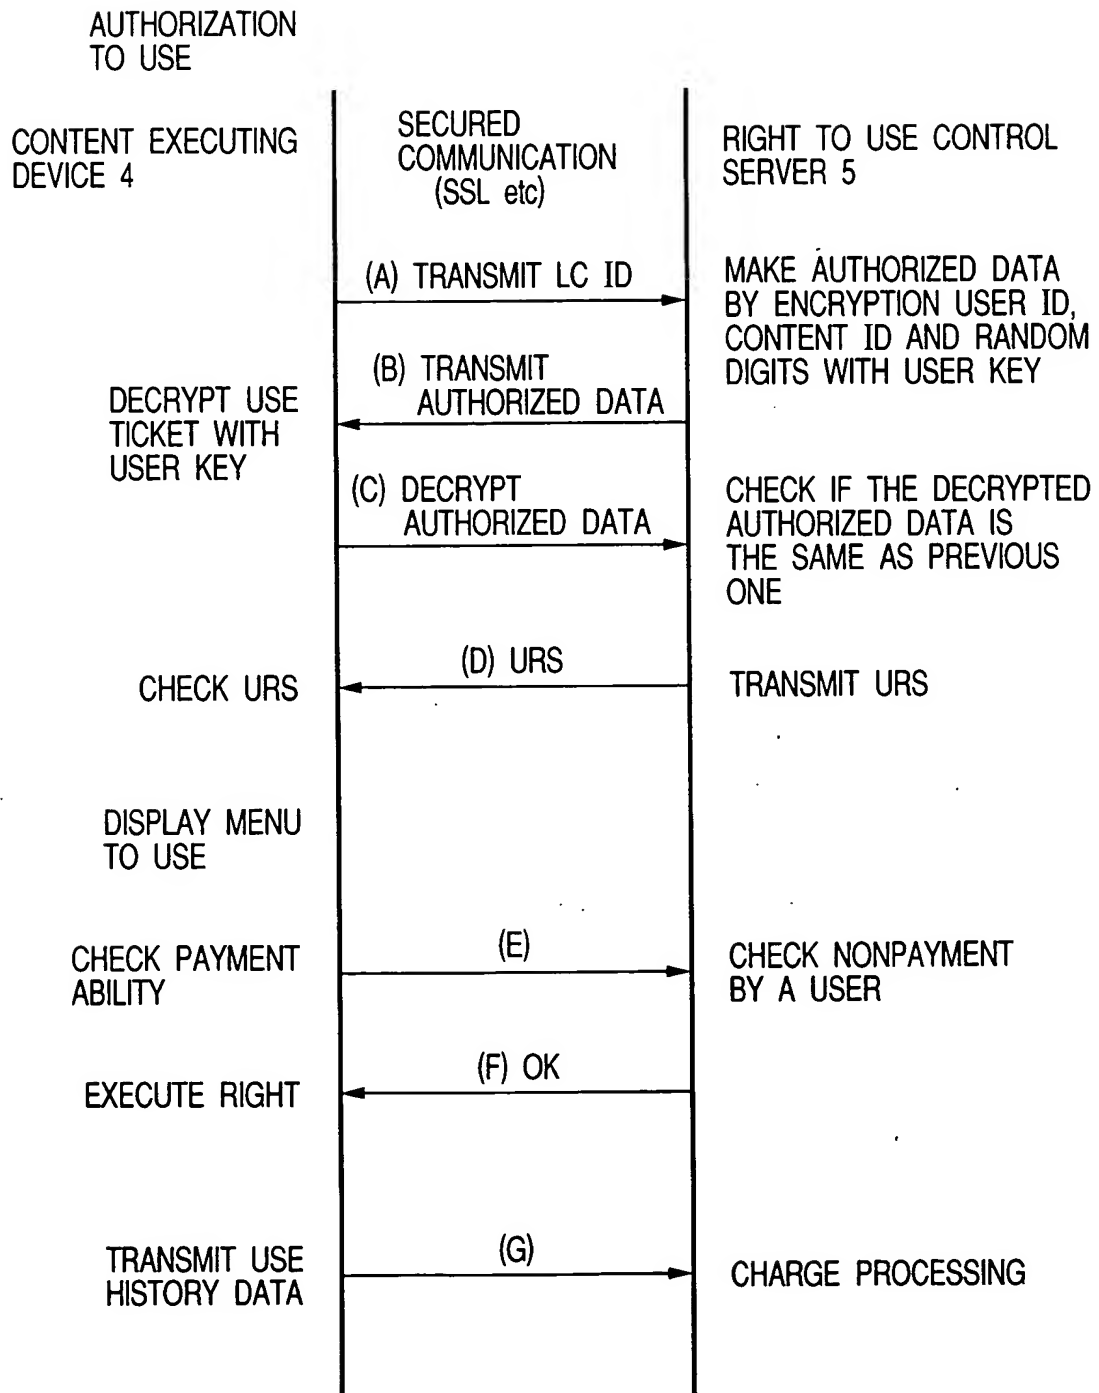 AUTHORIZATION
TO USE
CONTENT EXECUTING
DEVICE 4
SECURED
COMMUNICATION
(SSL etc)
RIGHT TO USE CONTROL
SERVER 5
(A) TRANSMIT LC ID
MAKE AUTHORIZED DATA
BY ENCRYPTION USER ID,
CONTENT ID AND RANDOM
DIGITS WITH USER KEY
(B) TRANSMIT
AUTHORIZED DATA
DECRYPT USE
TICKET WITH
USER KEY
(C) DECRYPT
AUTHORIZED DATA
CHECK IF THE DECRYPTED
AUTHORIZED DATA IS
THE SAME AS PREVIOUS
ONE
(D) URS
CHECK URS
TRANSMIT URS
DISPLAY MENU
TO USE
(E)
CHECK PAYMENT
ABILITY
CHECK NONPAYMENT
BY A USER
(F) OK
EXECUTE RIGHT
(G)
TRANSMIT USE
HISTORY DATA
CHARGE PROCESSING